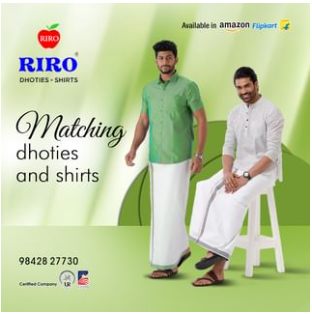 Available in amazon Flipkart
RIRO
RIRO®
DHOTIES • SHIRTS
Matching
dhoties
and shirts
98428 27730
Certified Company